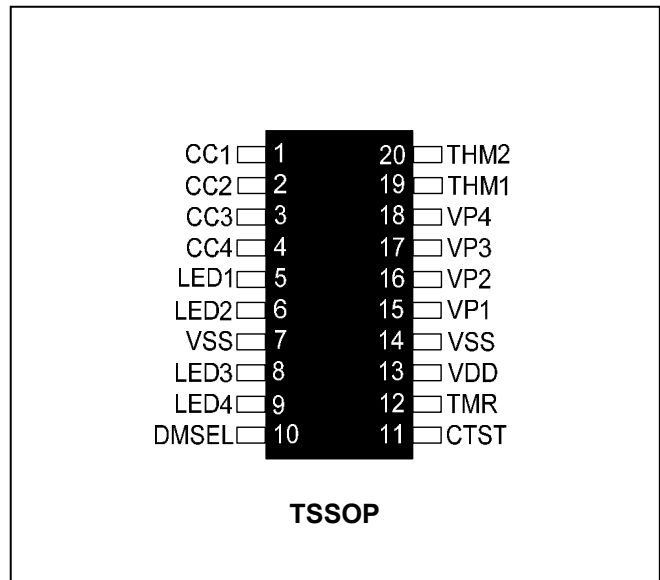 CC1 1 20 THM2
CC2 2 19 THM1
CC3 3 18 VP4
CC4 4 17 VP3
LED1 5 16 VP2
LED2 6 15 VP1
VSS 7 14 VSS
LED3 8 13 VDD
LED4 9 12 TMR
DMSEL 10 11 CTST
TSSOP